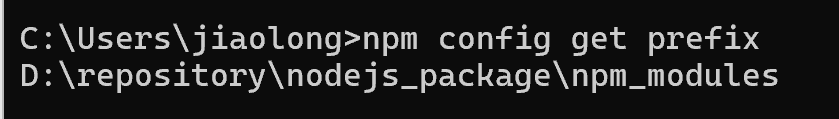 C:\Users\jiaolong>npm config get prefix
D:\repository\nodejs_package\npm_modules